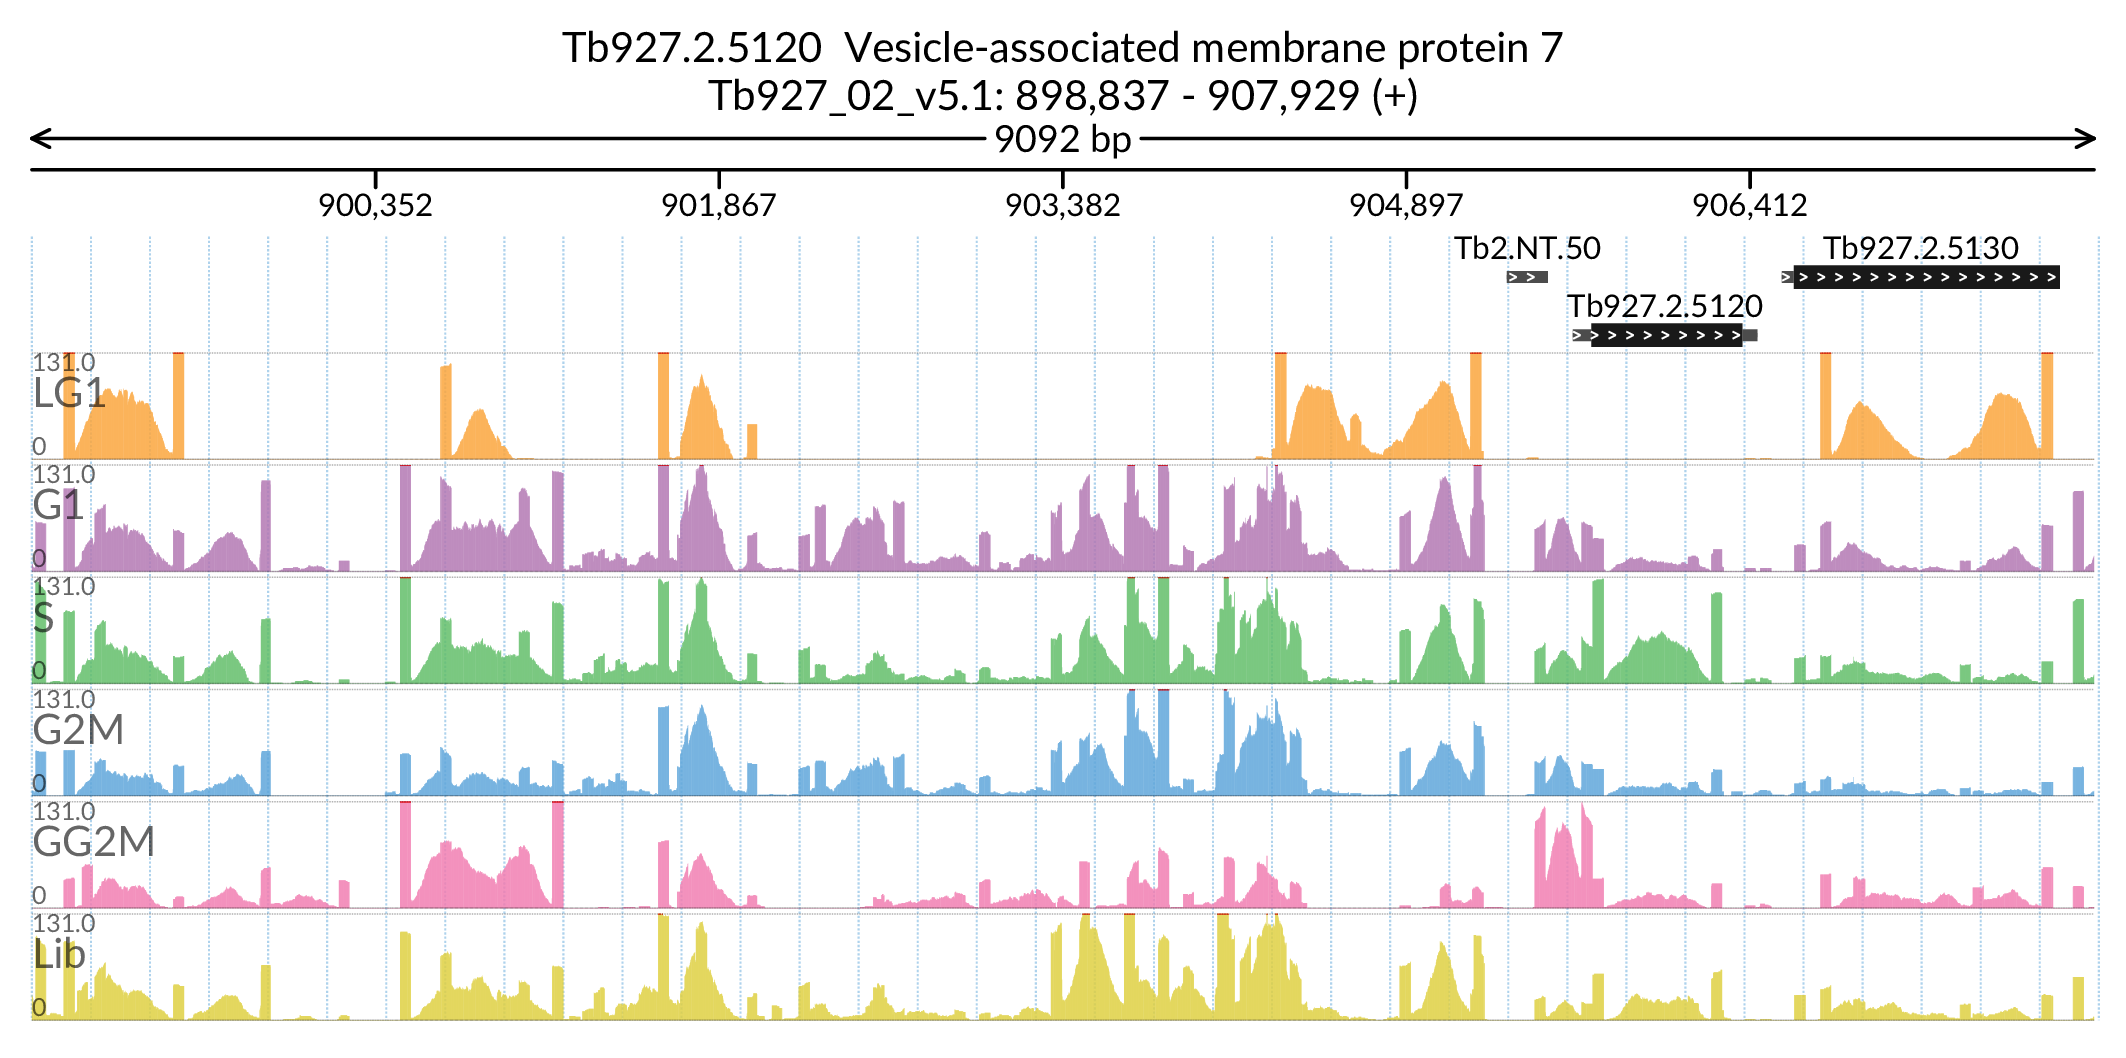 Tb927.2.5120 Vesicle-associated membrane protein 7
Tb927_02_v5.1: 898,837 - 907,929 (+)
9092 bp
900,352 901,867 903,382 904,897 906,412
Tb2.NT.50 Tb927.2.5130
Tb927.2.5120
131.0
LG1
0
131.0
G1
0
131.0
S
0
131.0
G2M
0
131.0
GG2M
0
131.0
Lib
0